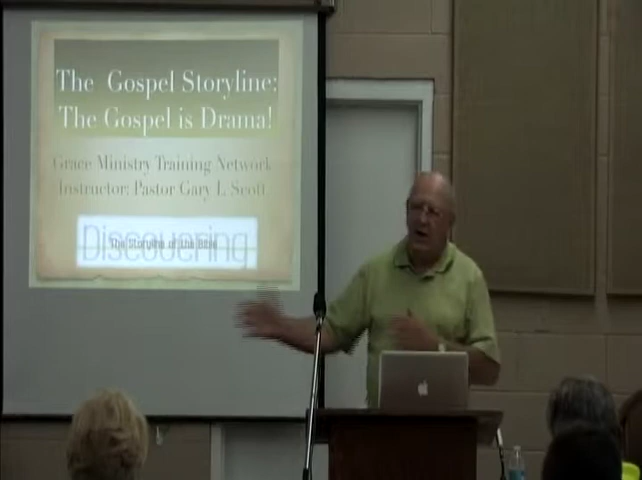 The Gospel Storyline:
The Gospel is Drama!
Grace Ministry Training Network
Instructor: Pastor Gary L Scott
Discovering
The Storyline of the Bible